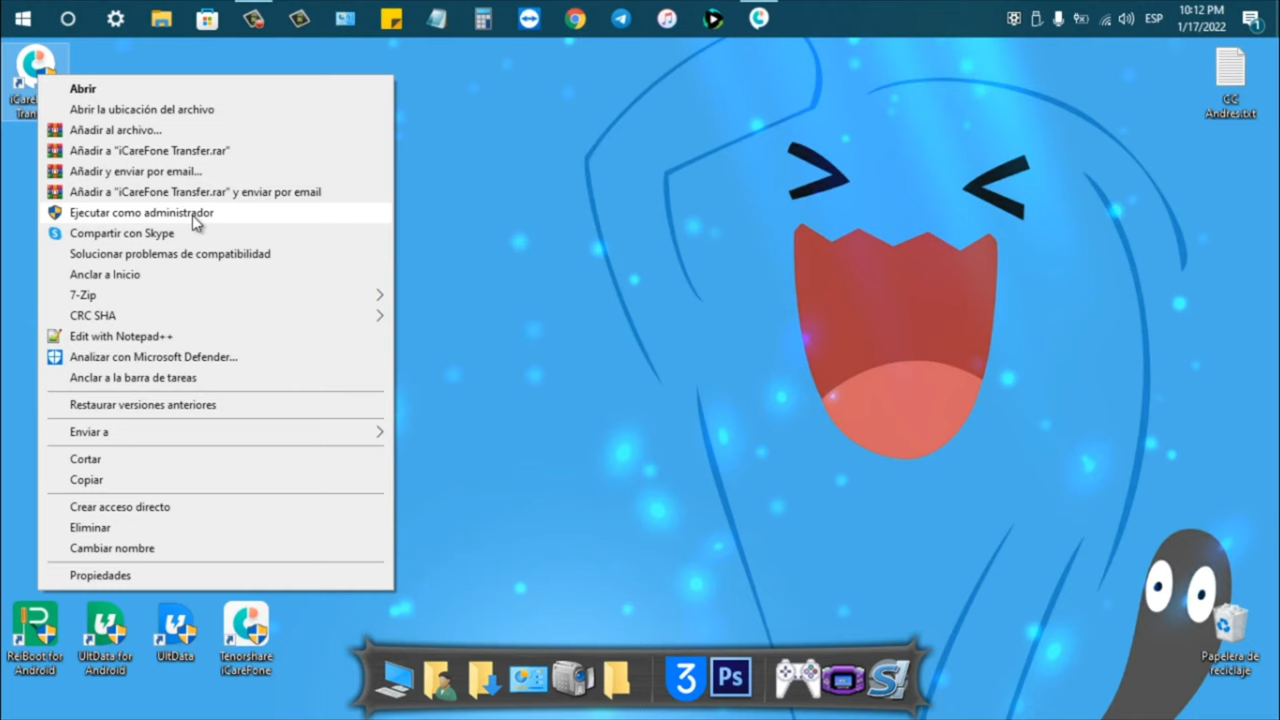 10:12 PM
ESP
1/17/2022
1
Abrir
Abrir la ubicación del archivo
Añadir al archivo...
Añadir a "iCareFone Transfer.rar"
Añadir y enviar por email...
Añadir a "iCareFone Transfer.rar" y enviar por email
Ejecutar como administrador
Compartir con Skype
Solucionar problemas de compatibilidad
Anclar a Inicio
7-Zip
CRC SHA
Edit with Notepad++
Analizar con Microsoft Defender...
Anclar a la barra de tareas
Restaurar versiones anteriores
Enviar a
Cortar
Copiar
Crear acceso directo
Eliminar
Cambiar nombre
Propiedades
CC
Andres.txt
ReiBoot for
Android
UltData for
Android
UltData
Tenorshare
iCareFone
3
Ps
Papelera de
reciclaje